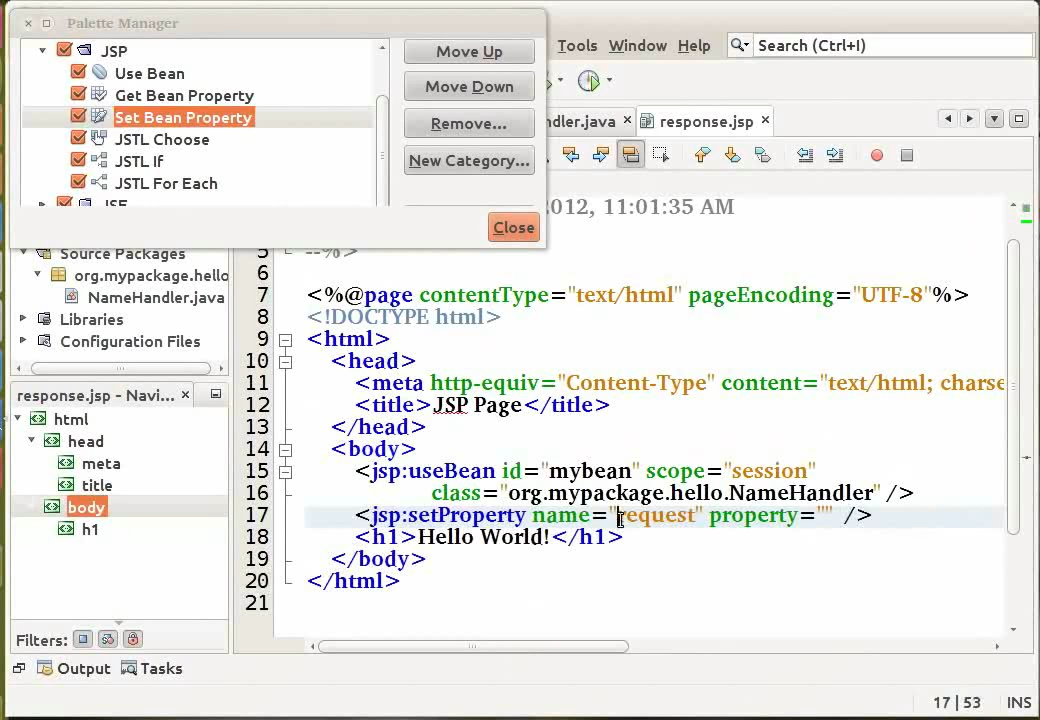 Palette Manager
JSP
Use Bean
Get Bean Property
Set Bean Property
JSTL Choose
JSTL If
JSTL For Each
JSF
Move Up
Move Down
Remove...
New Category...
Close
Tools Window Help Search (Ctrl+I)
ndler.java response.jsp
Source Packages
org.mypackage.hello
NameHandler.java
Libraries
Configuration Files
response.jsp - Navi...
html
head
meta
title
body
h1
Filters:
2012, 11:01:35 AM
5 --%>
6
7 <%@page contentType="text/html" pageEncoding="UTF-8"%>
8 <!DOCTYPE html>
9 <html>
10 <head>
11 <meta http-equiv="Content-Type" content="text/html; charse
12 <title>JSP Page</title>
13 </head>
14 <body>
15 <jsp:useBean id="mybean" scope="session"
16 class="org.mypackage.hello.NameHandler" />
17 <jsp:setProperty name="request" property="" />
18 <h1>Hello World!</h1>
19 </body>
20 </html>
21
Output Tasks
17 | 53 INS